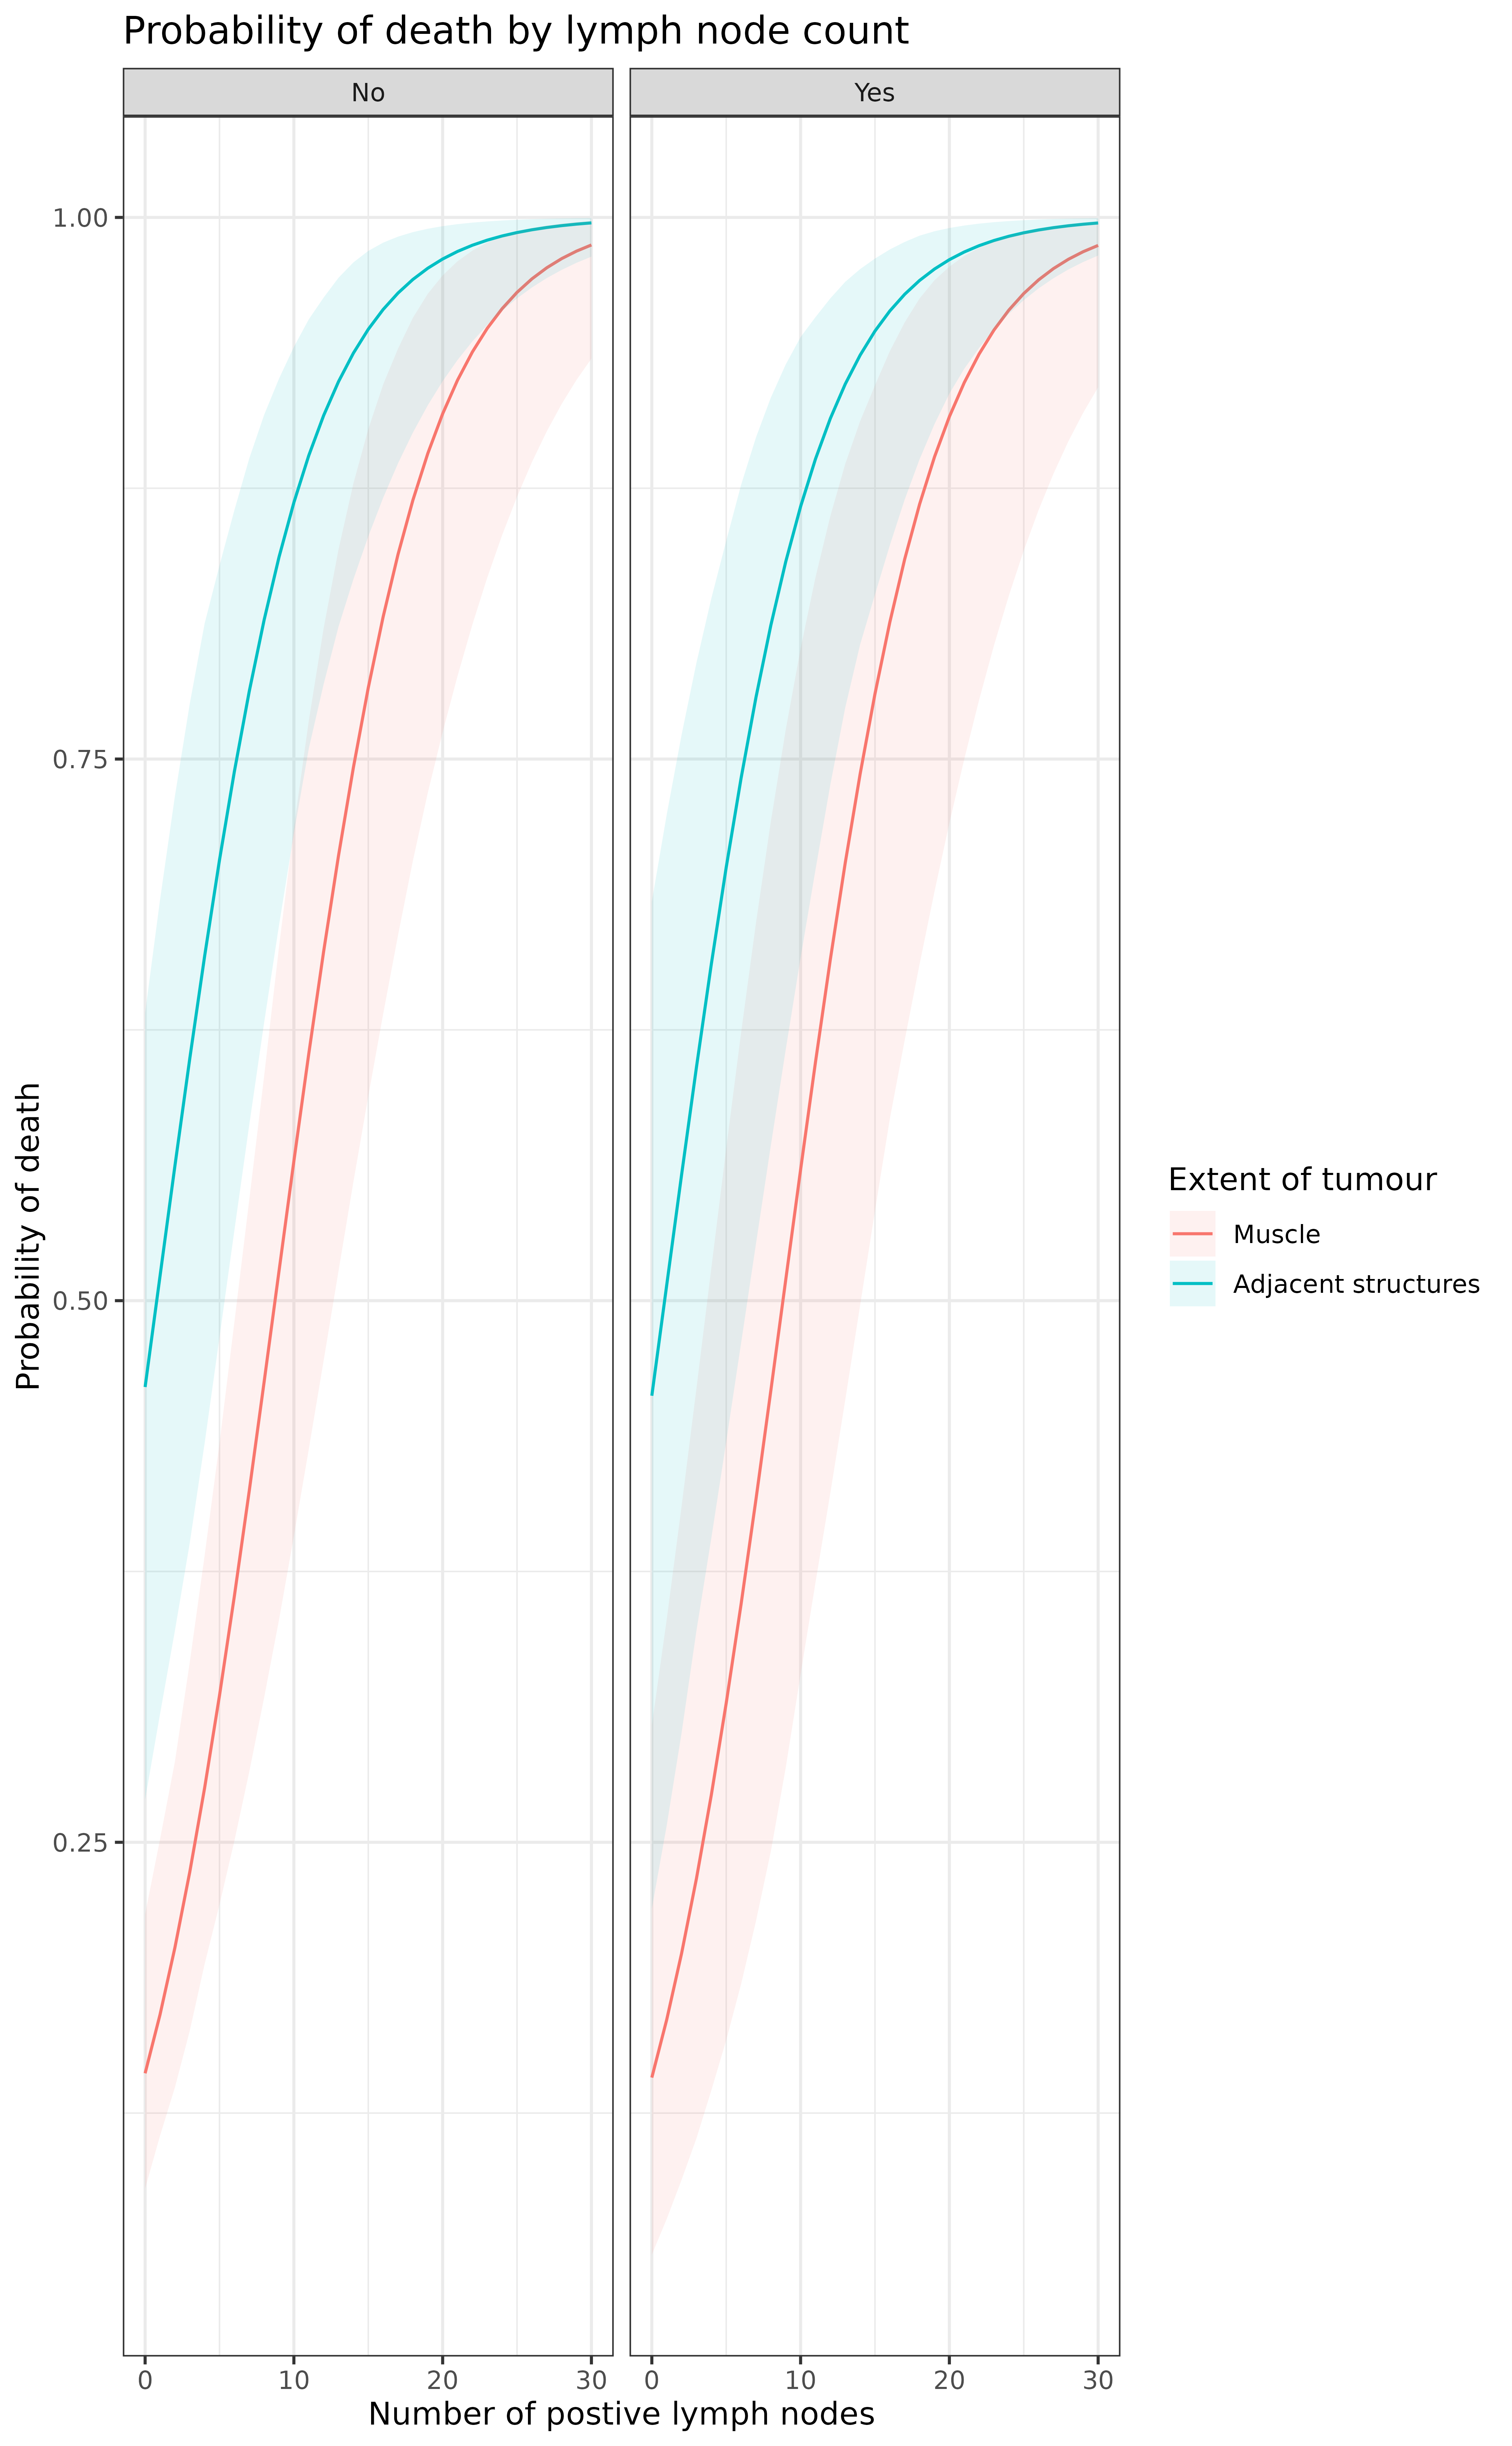 Probability of death by lymph node count
No
Yes
1.00
0.75
0.50
0.25
Probability of death
0 10 20 30
0 10 20 30
Number of postive lymph nodes
Extent of tumour
Muscle
Adjacent structures